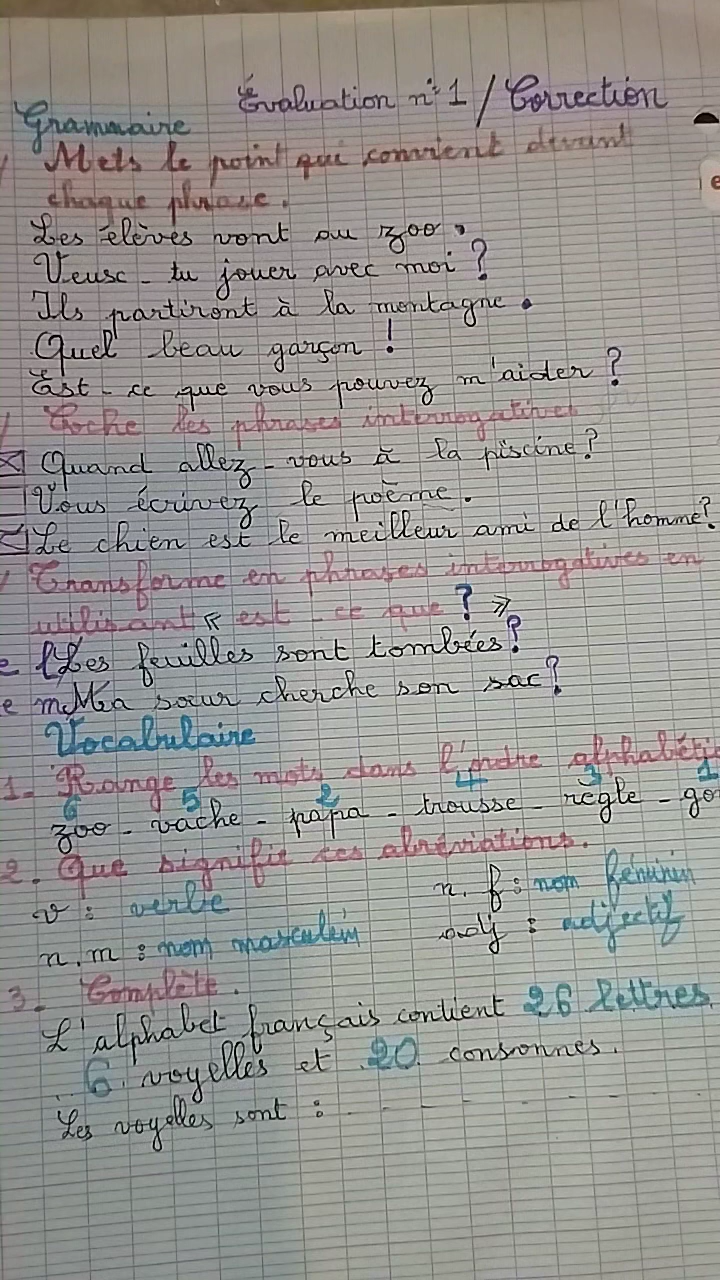 Évaluation n°1 / Correction
Grammaire
Mets le point qui convient devant
chaque phrase.
Les élèves vont au zoo.
Veux-tu jouer avec moi ?
Ils partiront à la montagne.
Quel beau garçon !
Est-ce que vous pouvez m'aider ?
Coche les phrases interrogatives
Quand allez-vous à la piscine ?
Vous écrivez le poème.
Le chien est le meilleur ami de l'homme ?
Transforme en phrases interrogatives en
utilisant « est-ce que ? »
Les feuilles sont tombées ?
Ma sœur cherche son sac ?
Vocabulaire
1- Range les mots dans l'ordre
6 5 2 4 3 1
zoo - vache - papa - trousse - règle -
2. Que signifie ces abréviations.
v : verbe n.f : nom féminin
n.m : nom masculin adj : adjectif
3- Complète.
L'alphabet français contient 26 lettres
6 voyelles et 20 consonnes.
Les voyelles sont :